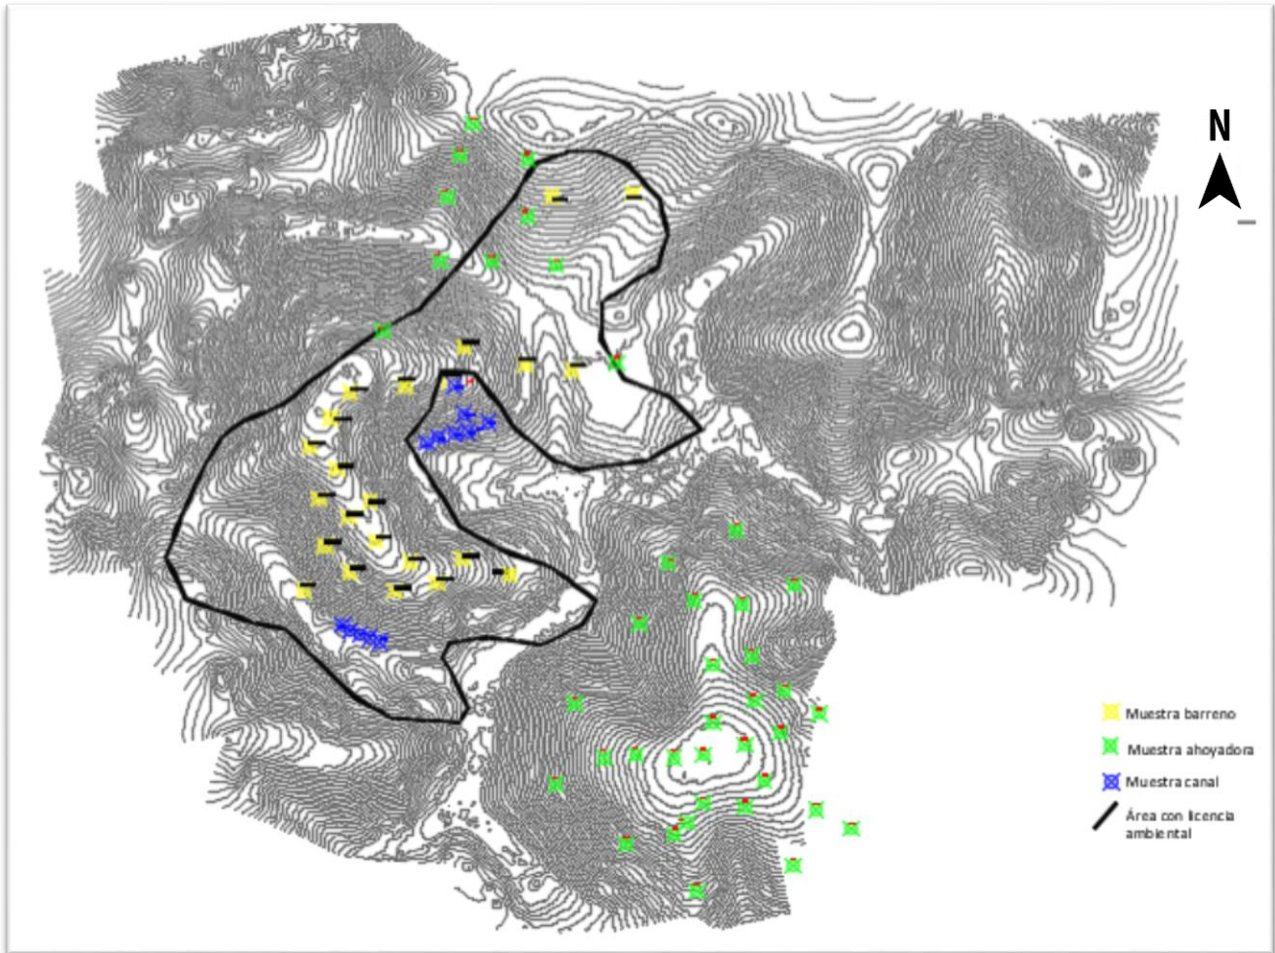 N
Muestra barreno
Muestra ahoyadora
Muestra canal
Área con licencia
ambiental